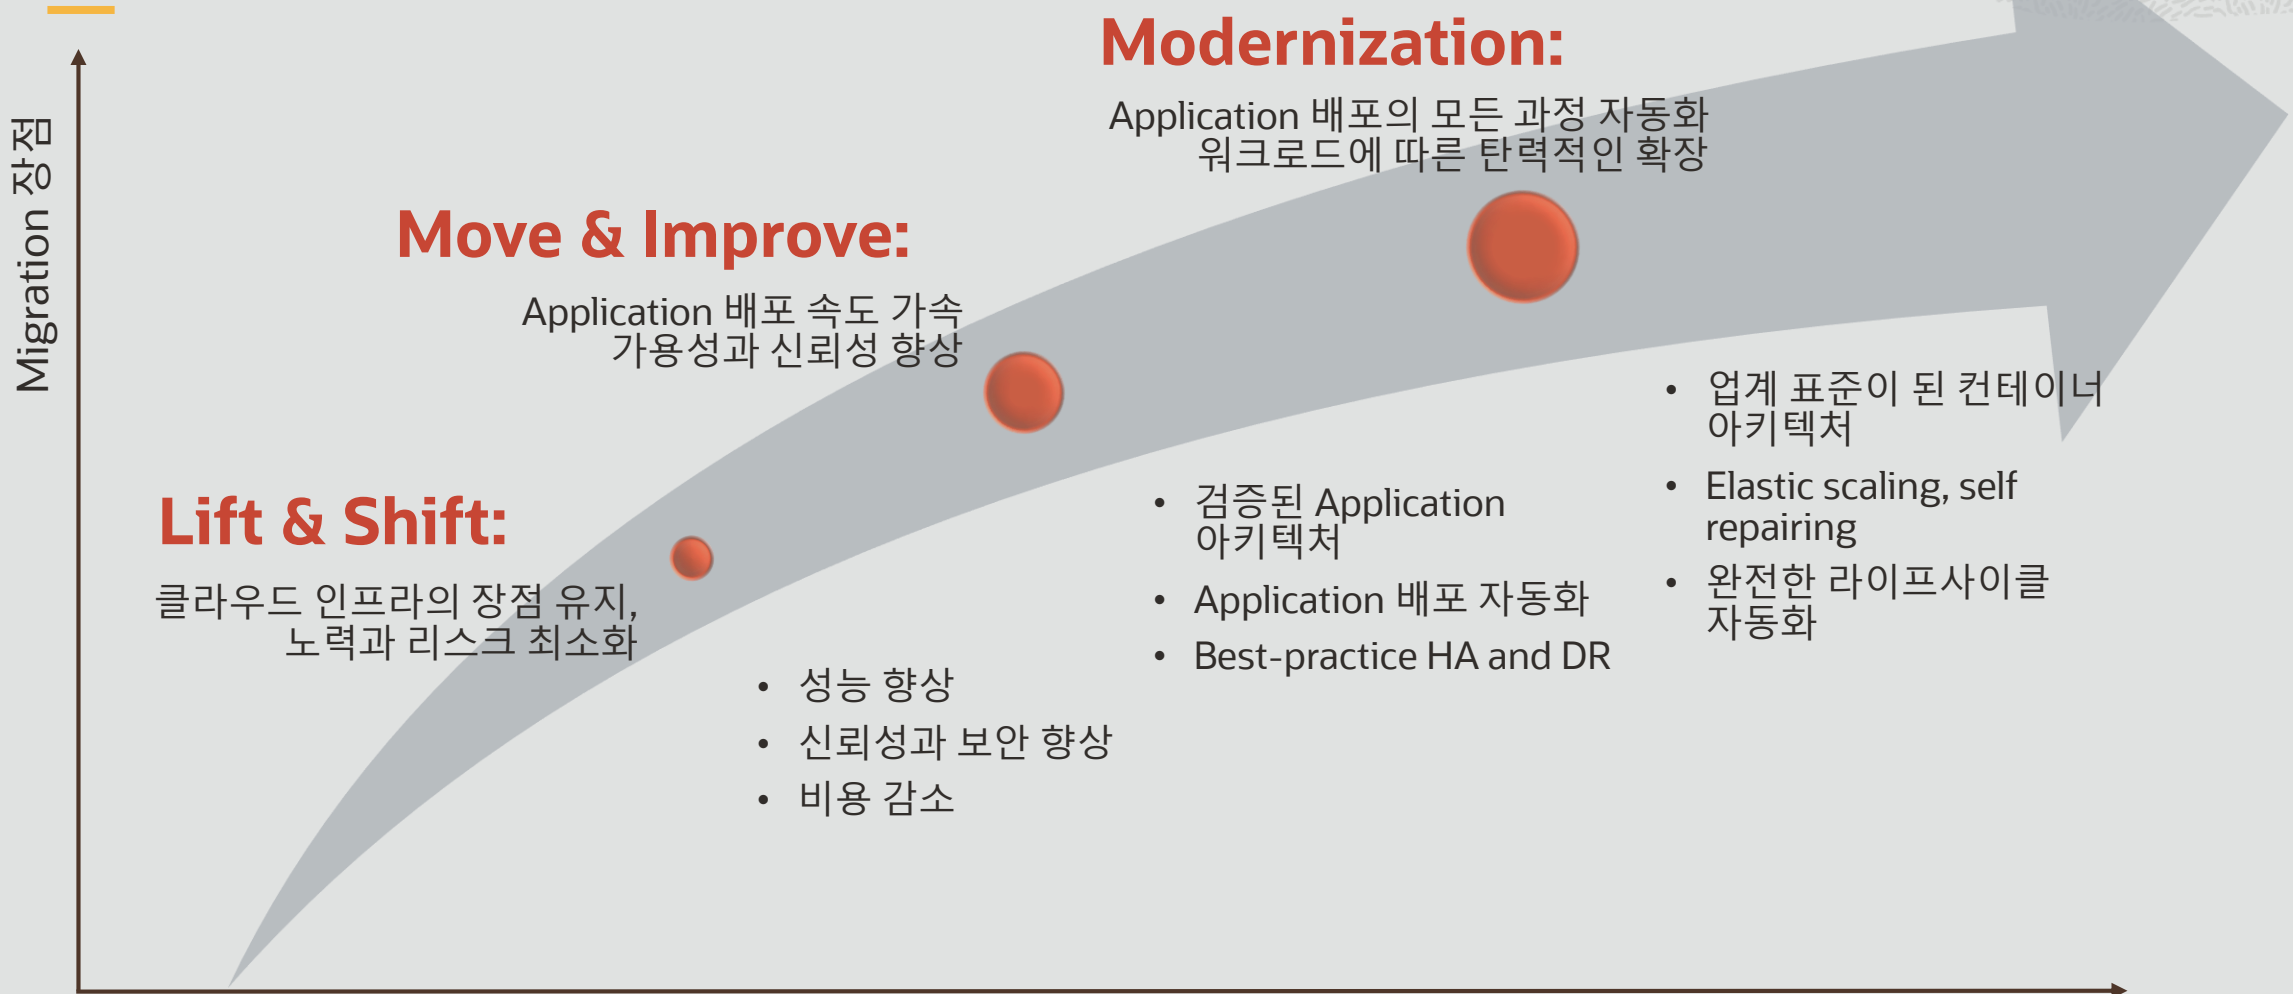 Migration 장점
Lift & Shift:
클라우드 인프라의 장점 유지,
노력과 리스크 최소화
• 성능 향상
• 신뢰성과 보안 향상
• 비용 감소
Move & Improve:
Application 배포 속도 가속
가용성과 신뢰성 향상
• 검증된 Application
아키텍처
• Application 배포 자동화
• Best-practice HA and DR
Modernization:
Application 배포의 모든 과정 자동화
워크로드에 따른 탄력적인 확장
• 업계 표준이 된 컨테이너
아키텍처
• Elastic scaling, self
repairing
• 완전한 라이프사이클
자동화